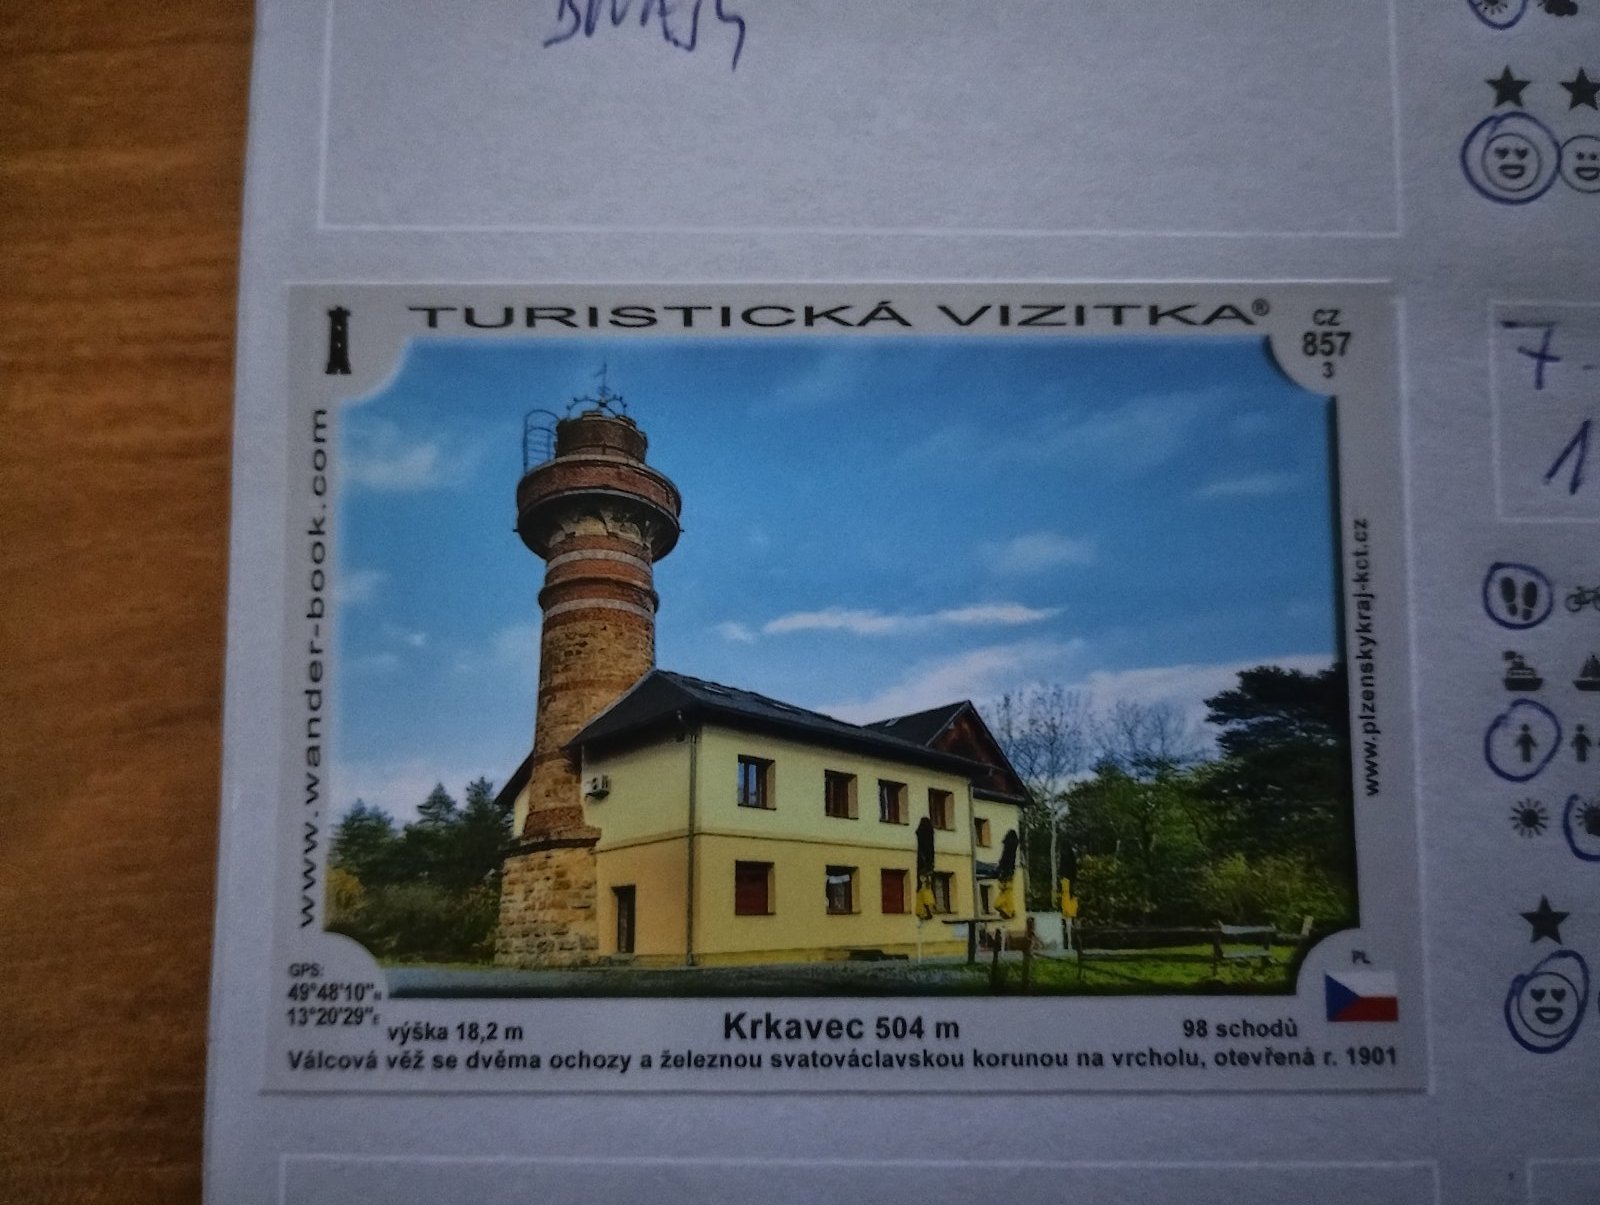 TURISTICKÁ VIZITKA®
CZ
857
3
www.wander-book.com
www.plzenskykraj-kct.cz
GPS:
49°48'10"N
13°20'29"E
PL
výška 18,2 m
Krkavec 504 m
98 schodů
Válcová věž se dvěma ochozy a železnou svatováclavskou korunou na vrcholu, otevřená r. 1901
7
1